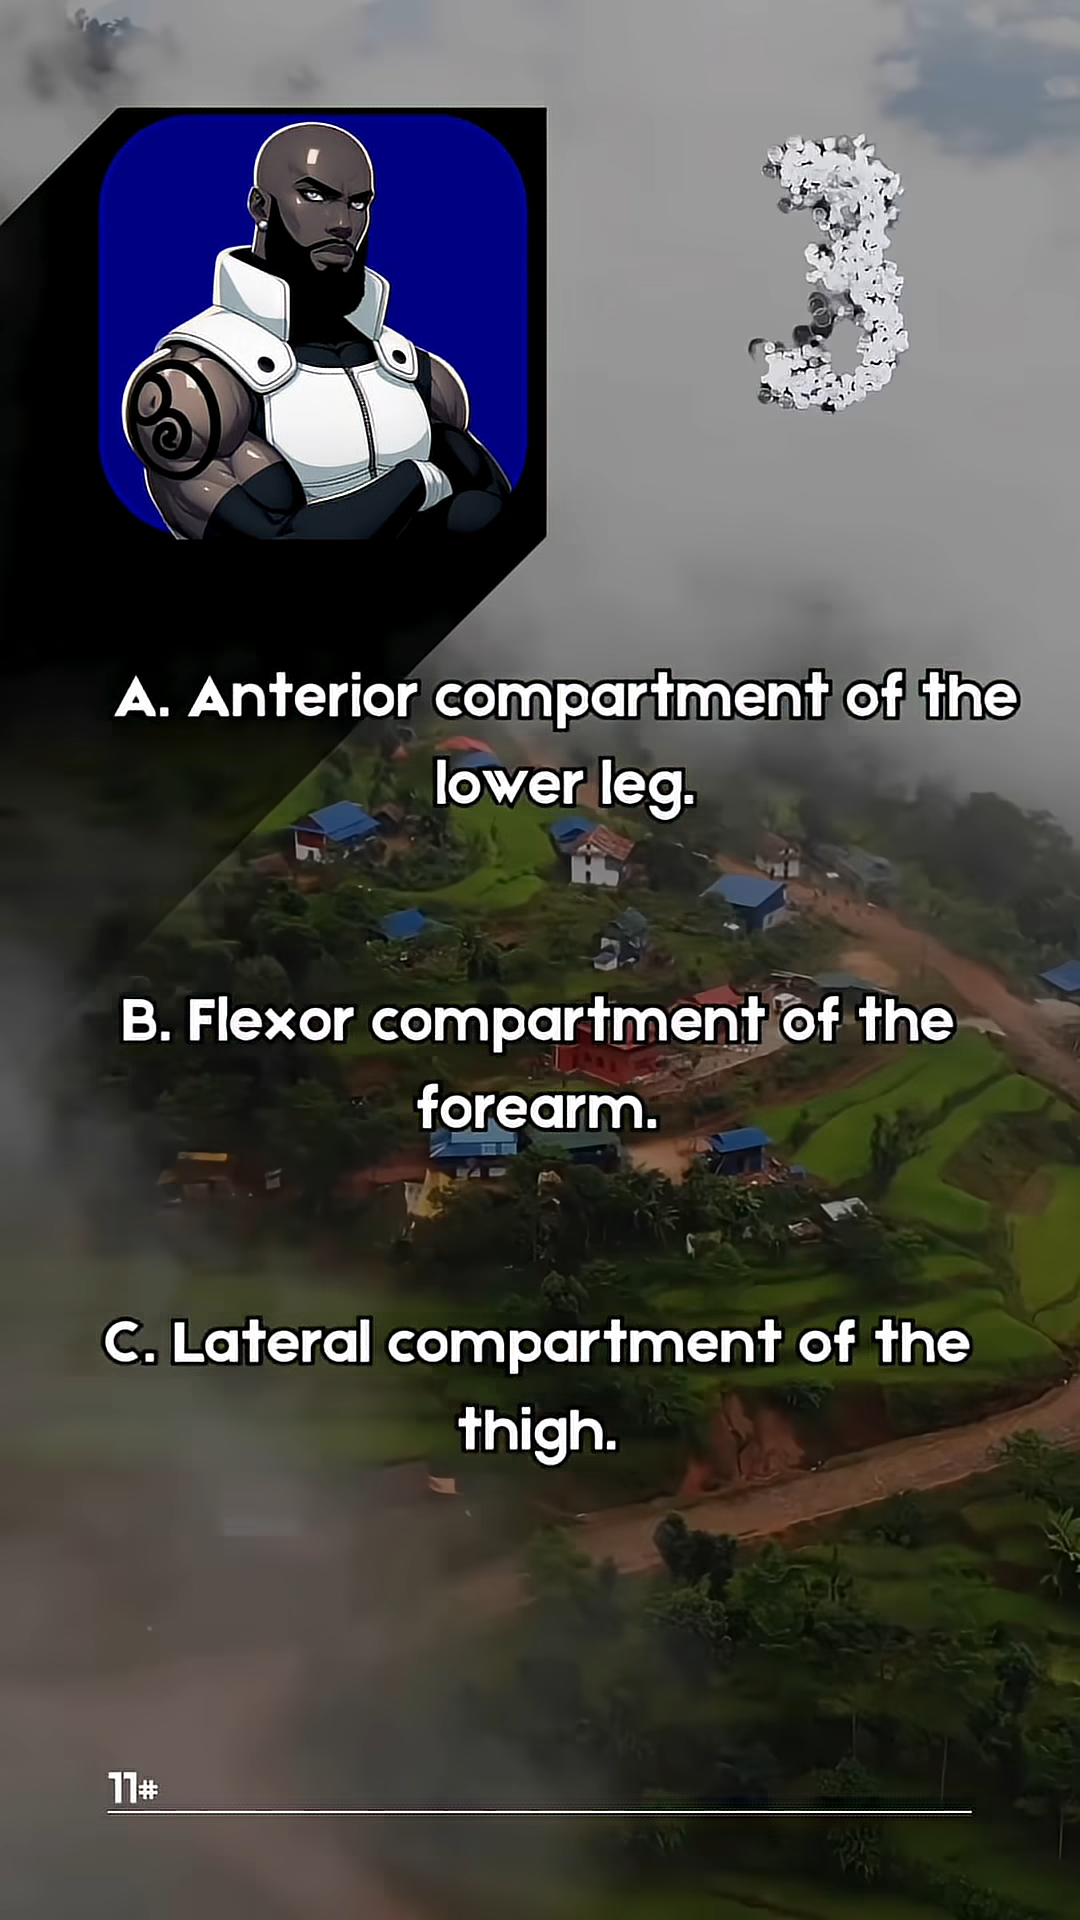 3
A. Anterior compartment of the
lower leg.
B. Flexor compartment of the
forearm.
C. Lateral compartment of the
thigh.
11#